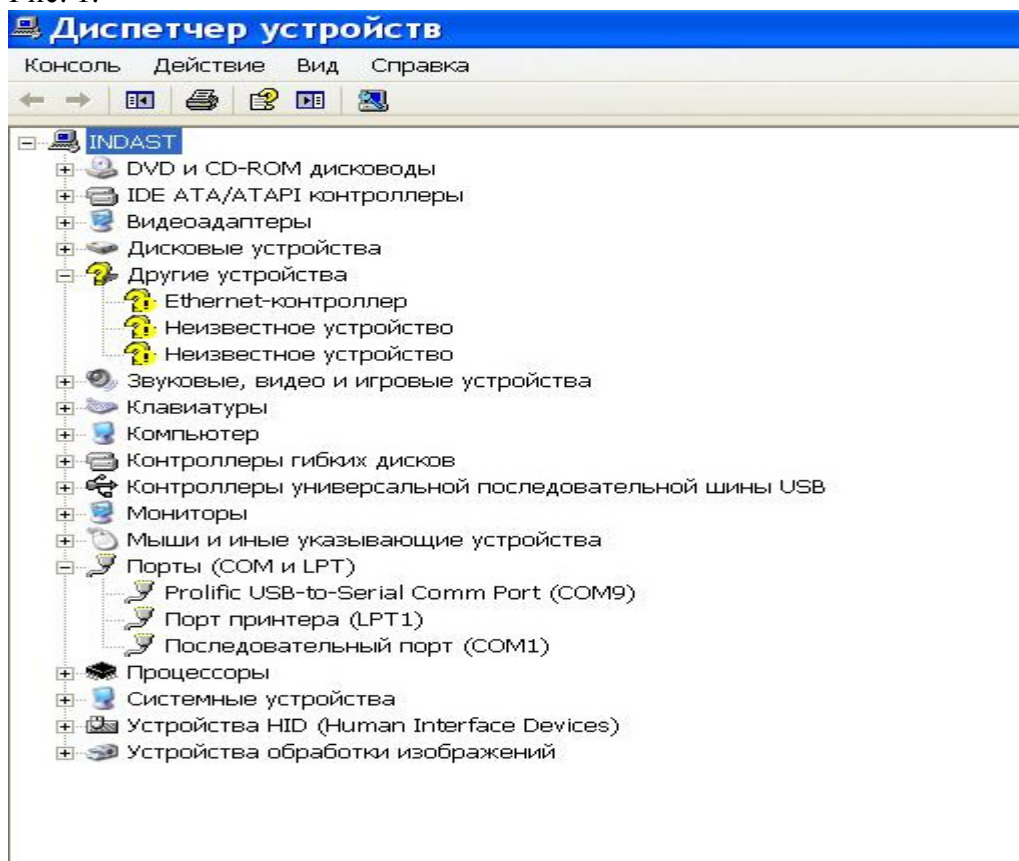 Рис. 1.
Диспетчер устройств
Консоль Действие Вид Справка
INDAST
DVD и CD-ROM дисководы
IDE ATA/ATAPI контроллеры
Видеоадаптеры
Дисковые устройства
Другие устройства
Ethernet-контроллер
Неизвестное устройство
Неизвестное устройство
Звуковые, видео и игровые устройства
Клавиатуры
Компьютер
Контроллеры гибких дисков
Контроллеры универсальной последовательной шины USB
Мониторы
Мыши и иные указывающие устройства
Порты (COM и LPT)
Prolific USB-to-Serial Comm Port (COM9)
Порт принтера (LPT1)
Последовательный порт (COM1)
Процессоры
Системные устройства
Устройства HID (Human Interface Devices)
Устройства обработки изображений